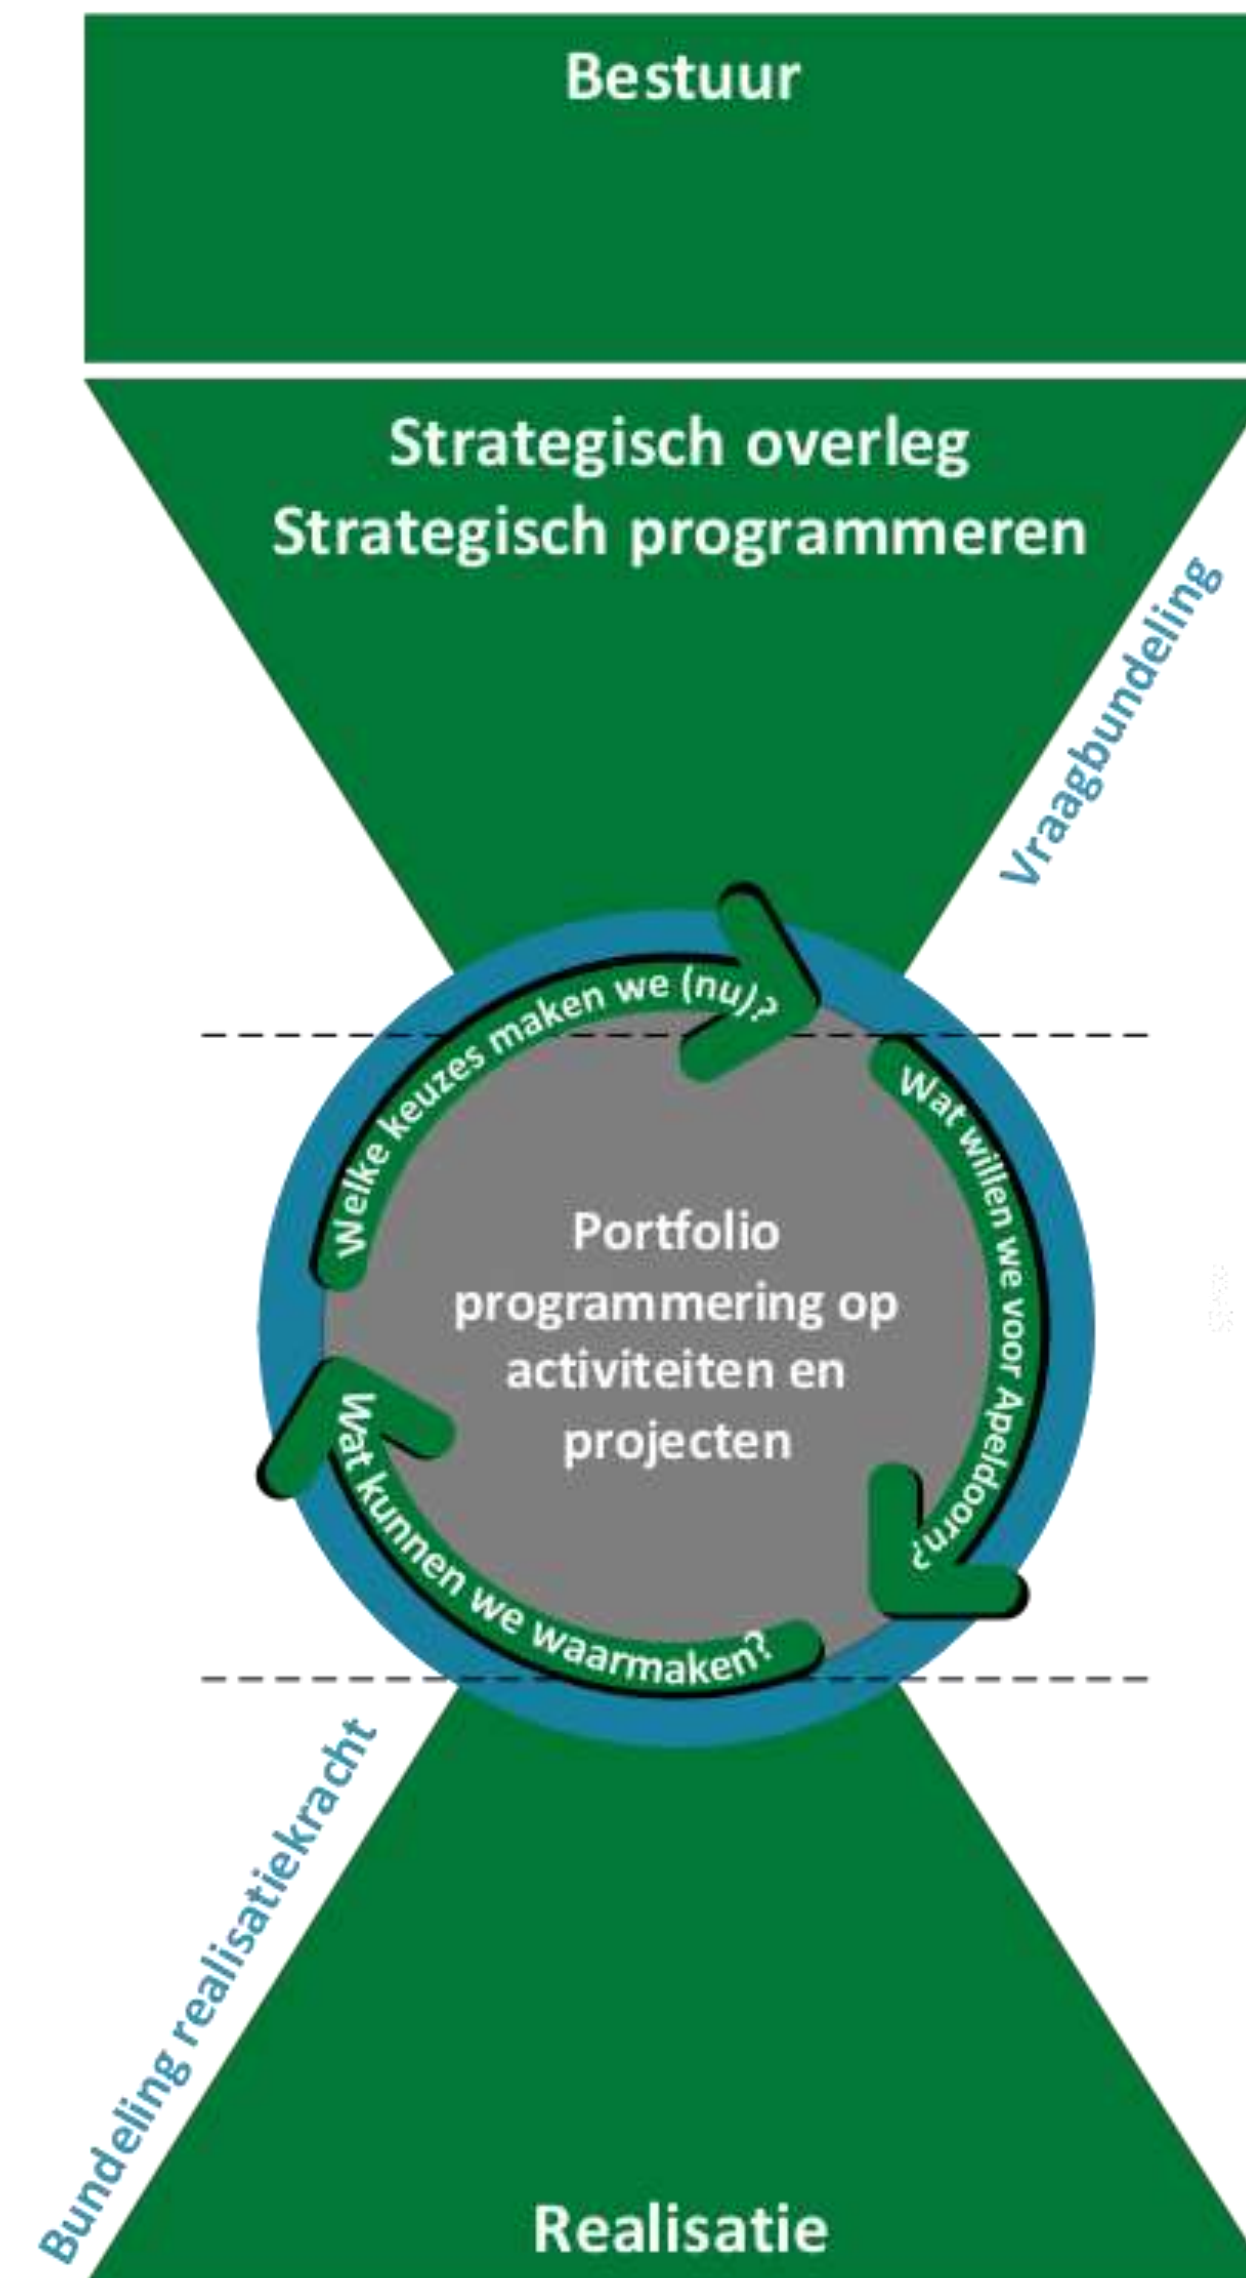 Bestuur
Strategisch overleg
Strategisch programmeren
Vraagbundeling
Welke keuzes maken we (nu)?
Wat willen we voor Apeldoorn?
Portfolio
programmering op
activiteiten en
projecten
Wat kunnen we waarmaken?
Bundeling realisatiekracht
Realisatie